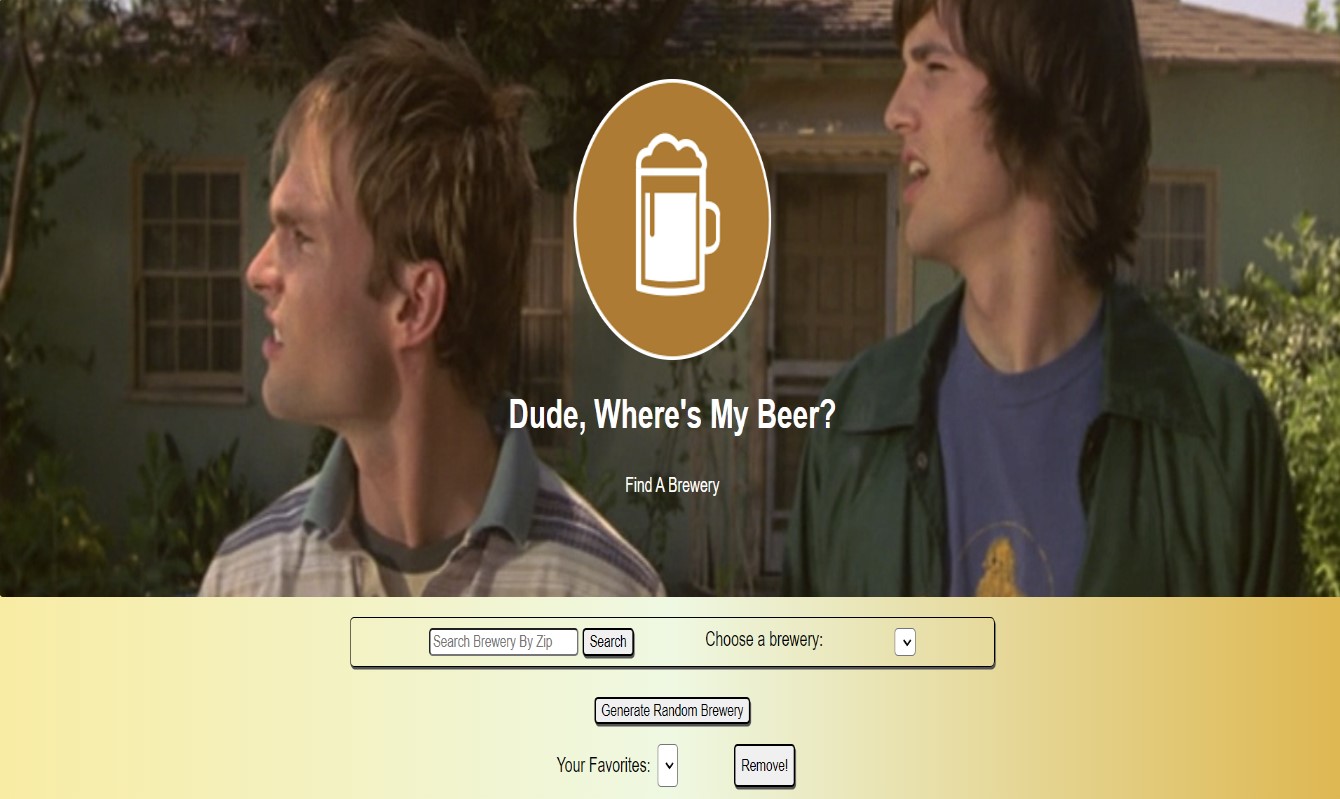 Dude, Where's My Beer?
Find A Brewery
Search Brewery By Zip Search Choose a brewery:
Generate Random Brewery
Your Favorites: Remove!